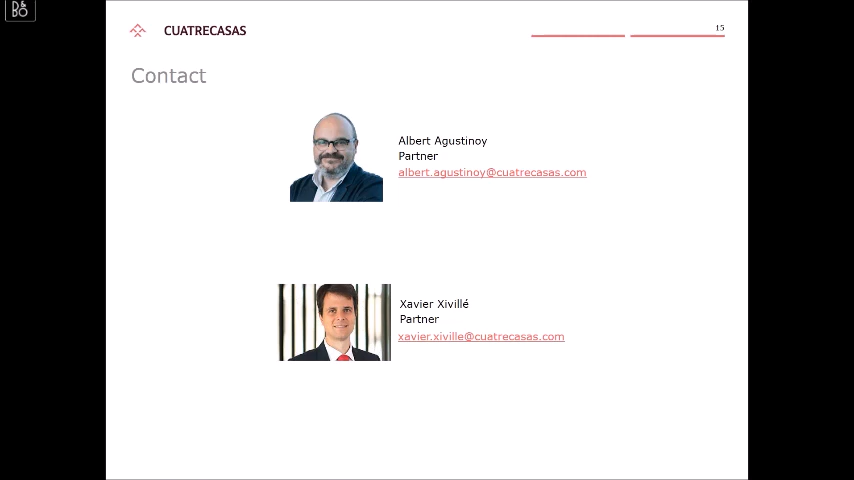 B&O
CUATRECASAS
15
Contact
Albert Agustinoy
Partner
albert.agustinoy@cuatrecasas.com
Xavier Xivillé
Partner
xavier.xiville@cuatrecasas.com